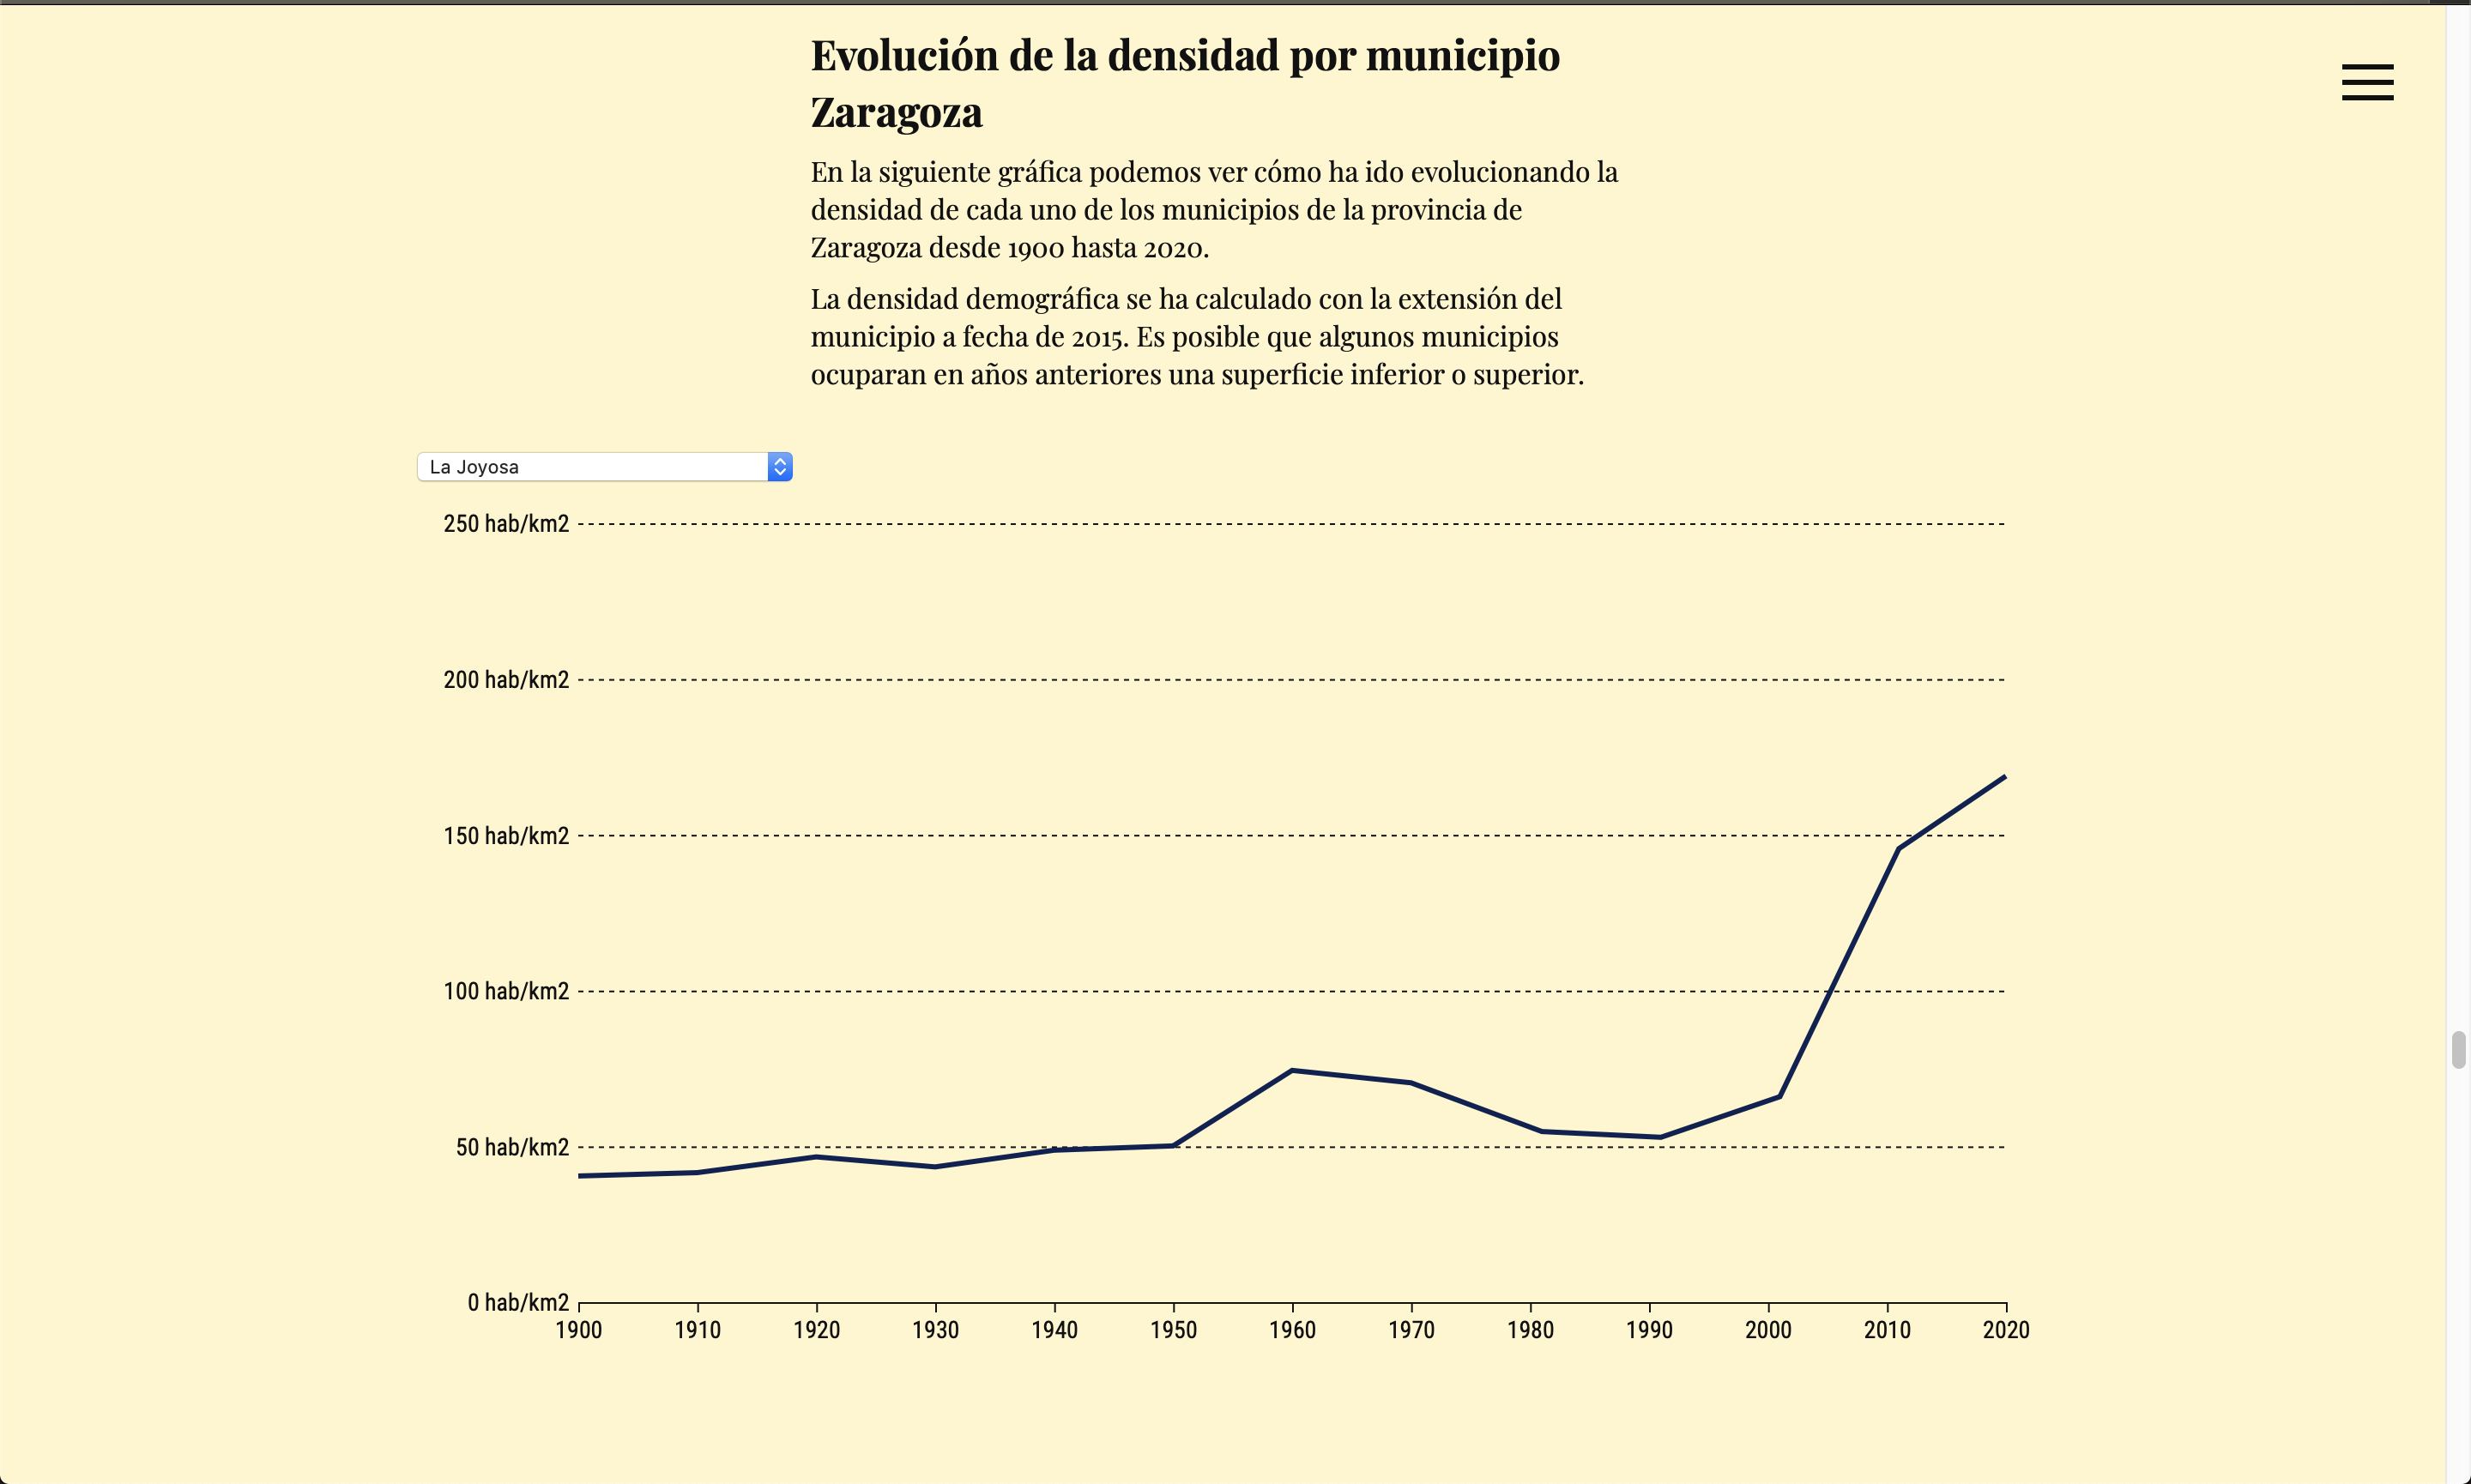 Evolución de la densidad por municipio
Zaragoza
En la siguiente gráfica podemos ver cómo ha ido evolucionando la
densidad de cada uno de los municipios de la provincia de
Zaragoza desde 1900 hasta 2020.
La densidad demográfica se ha calculado con la extensión del
municipio a fecha de 2015. Es posible que algunos municipios
ocuparan en años anteriores una superficie inferior o superior.
La Joyosa
250 hab/km2
200 hab/km2
150 hab/km2
100 hab/km2
50 hab/km2
0 hab/km2
1900 1910 1920 1930 1940 1950 1960 1970 1980 1990 2000 2010 2020